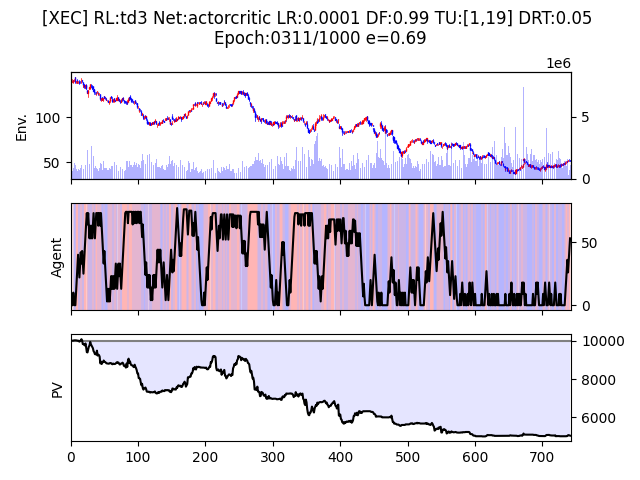 [XEC] RL:td3 Net:actorcritic LR:0.0001 DF:0.99 TU:[1,19] DRT:0.05
Epoch:0311/1000 e=0.69
1e6
Env.
100
50
5
0
Agent
50
0
PV
10000
8000
6000
0 100 200 300 400 500 600 700